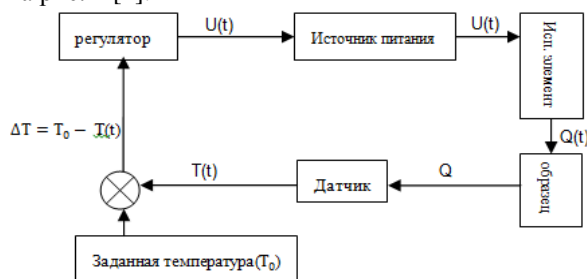 регулятор
U(t)
Источник питания
U(t)
Исп. элемент
ΔT = T₀ − T(t)
Q(t)
T(t)
Датчик
Q
образец
Заданная температура(T₀)